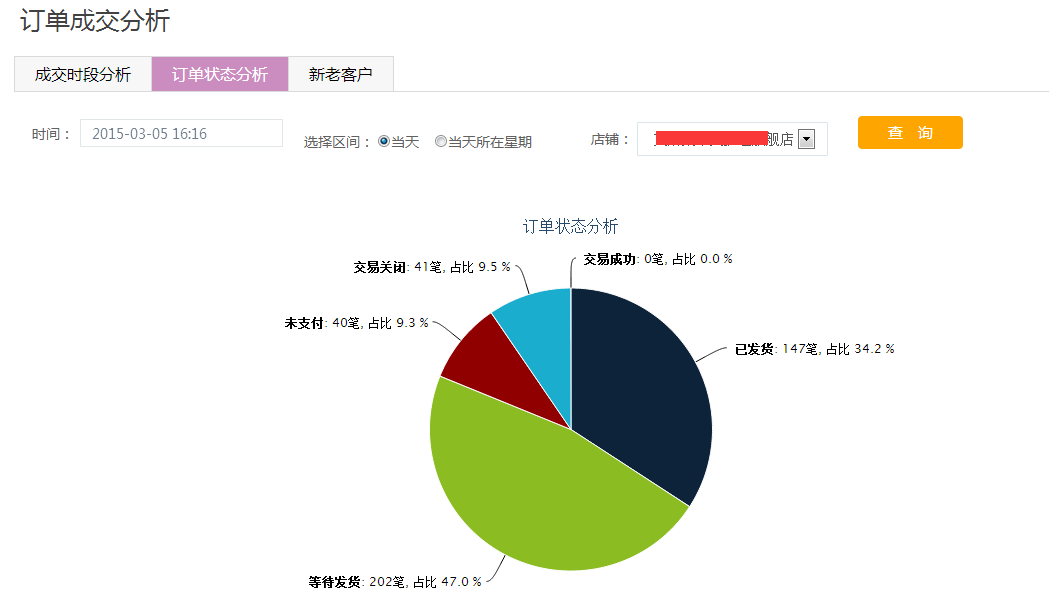 订单成交分析
成交时段分析 订单状态分析 新老客户
时间： 2015-03-05 16:16 选择区间： 当天 当天所在星期 店铺： 舰店 查 询
订单状态分析
交易关闭: 41笔, 占比 9.5 % 交易成功: 0笔, 占比 0.0 %
未支付: 40笔, 占比 9.3 %
已发货: 147笔, 占比 34.2 %
等待发货: 202笔, 占比 47.0 %